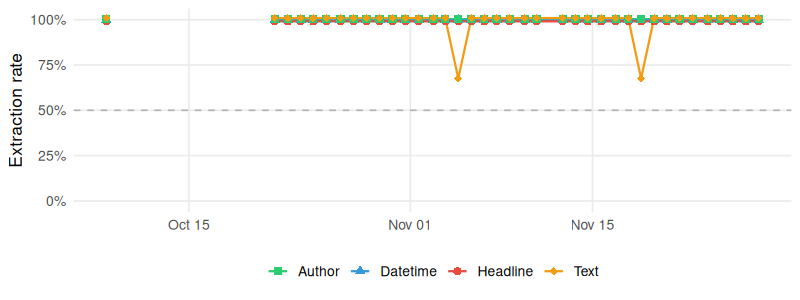 100%
75%
50%
25%
0%
Extraction rate
Oct 15 Nov 01 Nov 15
Author Datetime Headline Text